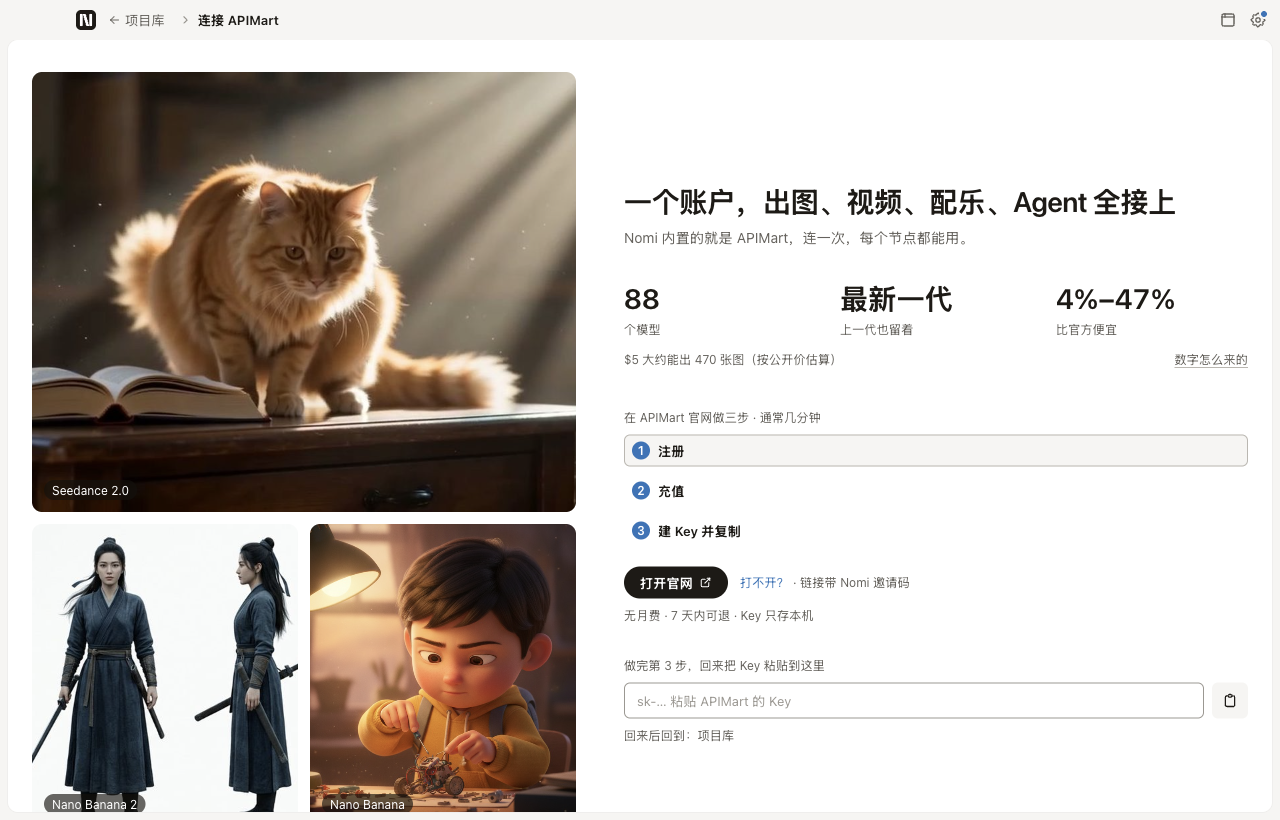 N 项目库 连接 APIMart
一个账户，出图、视频、配乐、Agent 全接上
Nomi 内置的就是 APIMart，连一次，每个节点都能用。
88 最新一代 4%–47%
个模型 上一代也留着 比官方便宜
$5 大约能出 470 张图（按公开价估算） 数字怎么来的
在 APIMart 官网做三步 · 通常几分钟
1 注册
2 充值
3 建 Key 并复制
打开官网 打不开? · 链接带 Nomi 邀请码
无月费 · 7 天内可退 · Key 只存本机
做完第 3 步，回来把 Key 粘贴到这里
sk-... 粘贴 APIMart 的 Key
回来后回到：项目库
Seedance 2.0
Nano Banana 2
Nano Banana